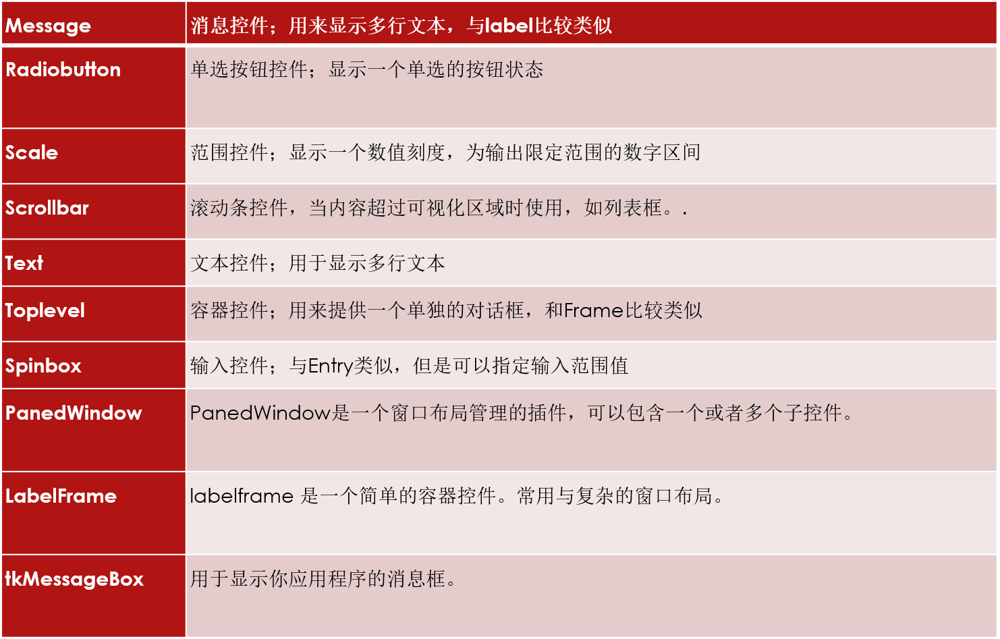 Message 消息控件；用来显示多行文本，与label比较类似
Radiobutton 单选按钮控件；显示一个单选的按钮状态
Scale 范围控件；显示一个数值刻度，为输出限定范围的数字区间
Scrollbar 滚动条控件，当内容超过可视化区域时使用，如列表框。.
Text 文本控件；用于显示多行文本
Toplevel 容器控件；用来提供一个单独的对话框，和Frame比较类似
Spinbox 输入控件；与Entry类似，但是可以指定输入范围值
PanedWindow PanedWindow是一个窗口布局管理的插件，可以包含一个或者多个子控件。
LabelFrame labelframe 是一个简单的容器控件。常用与复杂的窗口布局。
tkMessageBox 用于显示你应用程序的消息框。